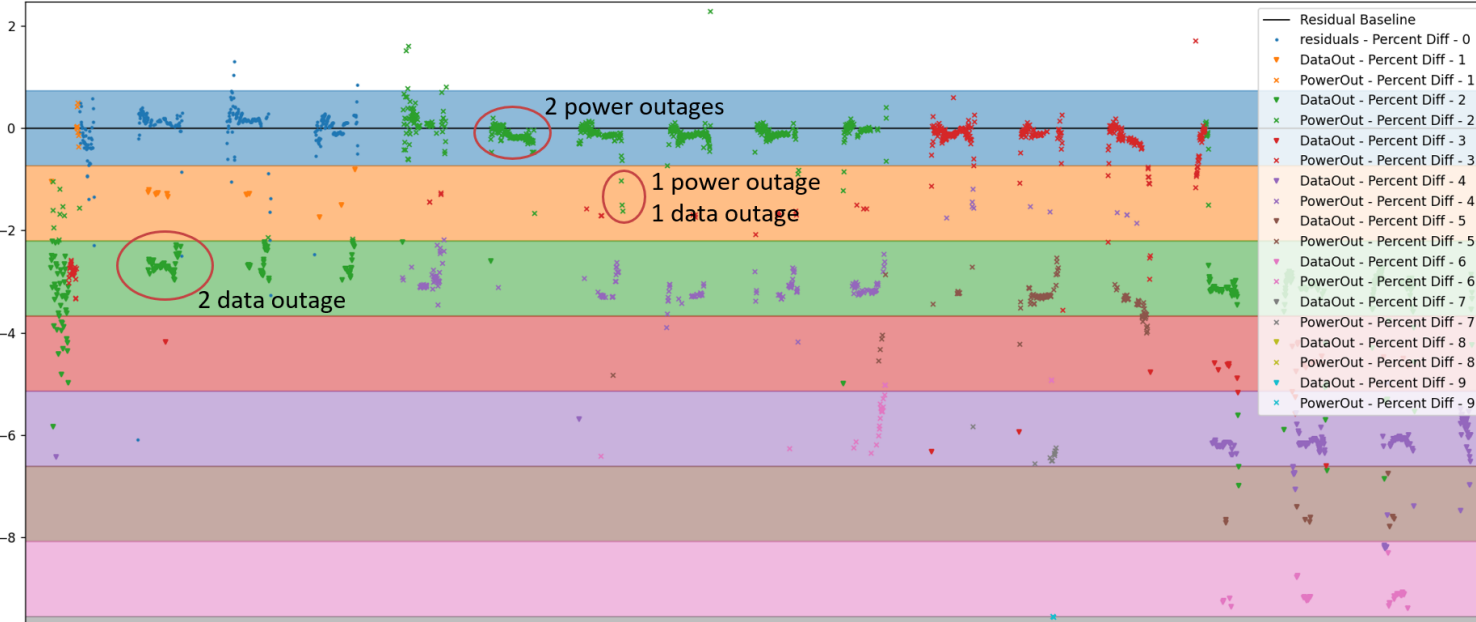 2
0
−2
−4
−6
−8
2 power outages
1 power outage
1 data outage
2 data outage
Residual Baseline
residuals - Percent Diff - 0
DataOut - Percent Diff - 1
PowerOut - Percent Diff - 1
DataOut - Percent Diff - 2
PowerOut - Percent Diff - 2
DataOut - Percent Diff - 3
PowerOut - Percent Diff - 3
DataOut - Percent Diff - 4
PowerOut - Percent Diff - 4
DataOut - Percent Diff - 5
PowerOut - Percent Diff - 5
DataOut - Percent Diff - 6
PowerOut - Percent Diff - 6
DataOut - Percent Diff - 7
PowerOut - Percent Diff - 7
DataOut - Percent Diff - 8
PowerOut - Percent Diff - 8
DataOut - Percent Diff - 9
PowerOut - Percent Diff - 9